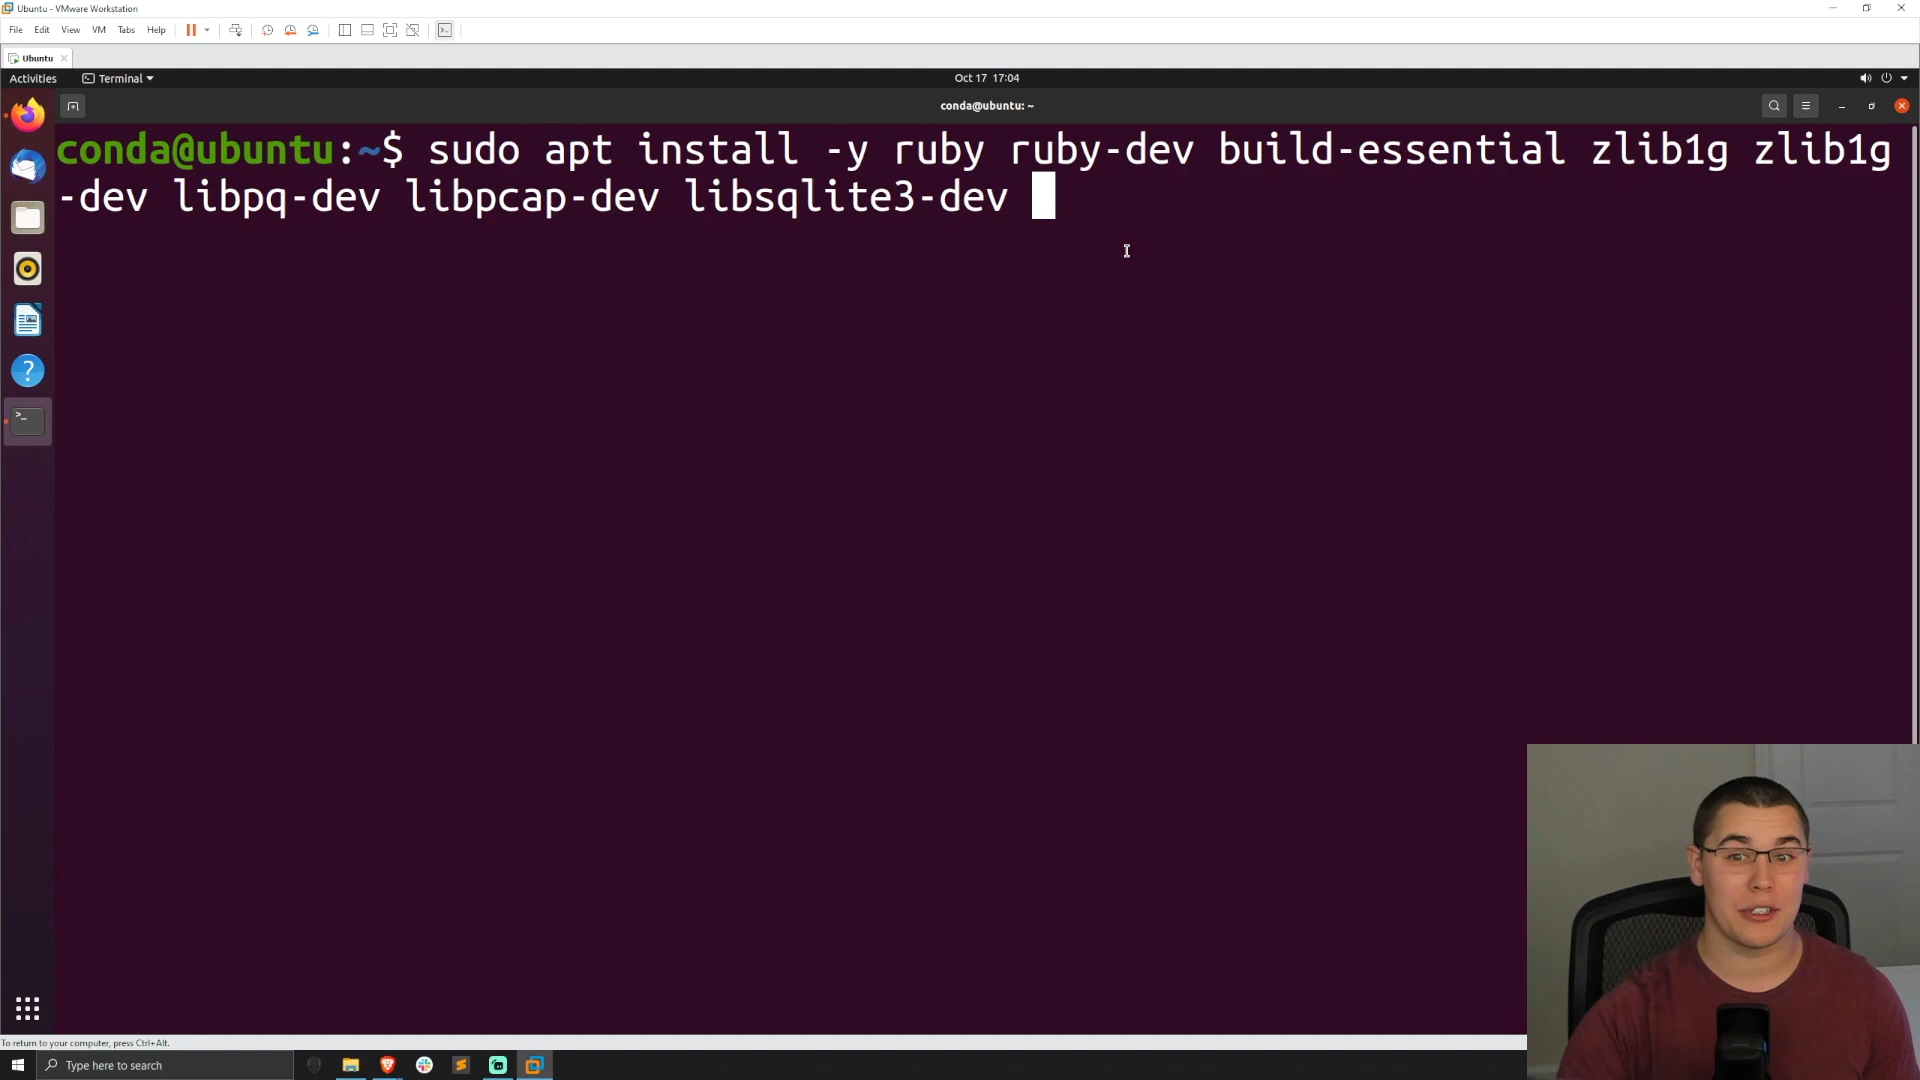 Ubuntu - VMware Workstation
File Edit View VM Tabs Help
Ubuntu
Activities Terminal Oct 17 17:04
conda@ubuntu: ~
conda@ubuntu:~$ sudo apt install -y ruby ruby-dev build-essential zlib1g zlib1g
-dev libpq-dev libpcap-dev libsqlite3-dev
To return to your computer, press Ctrl+Alt.
Type here to search